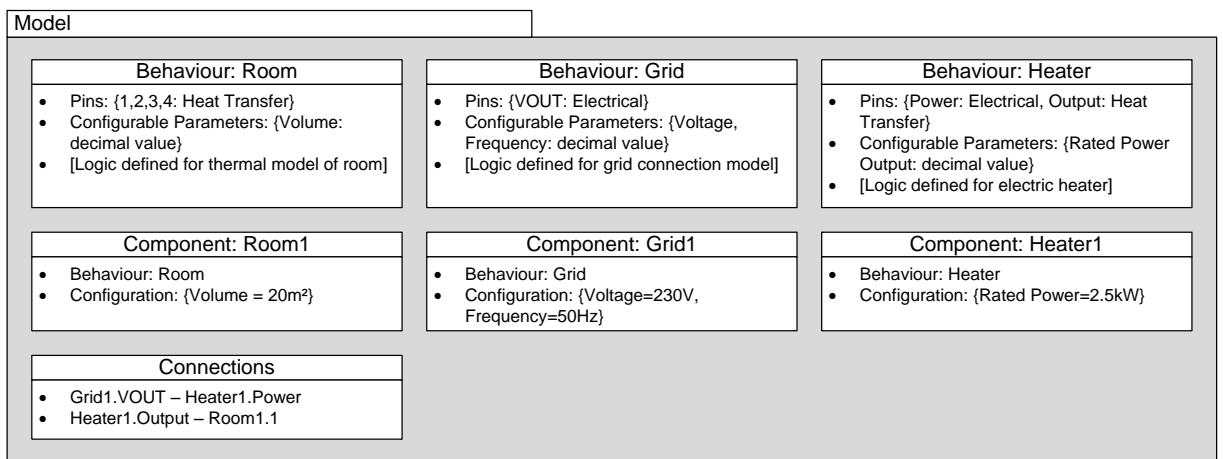 Model
Behaviour: Room
• Pins: {1,2,3,4: Heat Transfer}
• Configurable Parameters: {Volume:
decimal value}
• [Logic defined for thermal model of room]
Behaviour: Grid
• Pins: {VOUT: Electrical}
• Configurable Parameters: {Voltage,
Frequency: decimal value}
• [Logic defined for grid connection model]
Behaviour: Heater
• Pins: {Power: Electrical, Output: Heat
Transfer}
• Configurable Parameters: {Rated Power
Output: decimal value}
• [Logic defined for electric heater]
Component: Room1
• Behaviour: Room
• Configuration: {Volume = 20m²}
Component: Grid1
• Behaviour: Grid
• Configuration: {Voltage=230V,
Frequency=50Hz}
Component: Heater1
• Behaviour: Heater
• Configuration: {Rated Power=2.5kW}
Connections
• Grid1.VOUT – Heater1.Power
• Heater1.Output – Room1.1